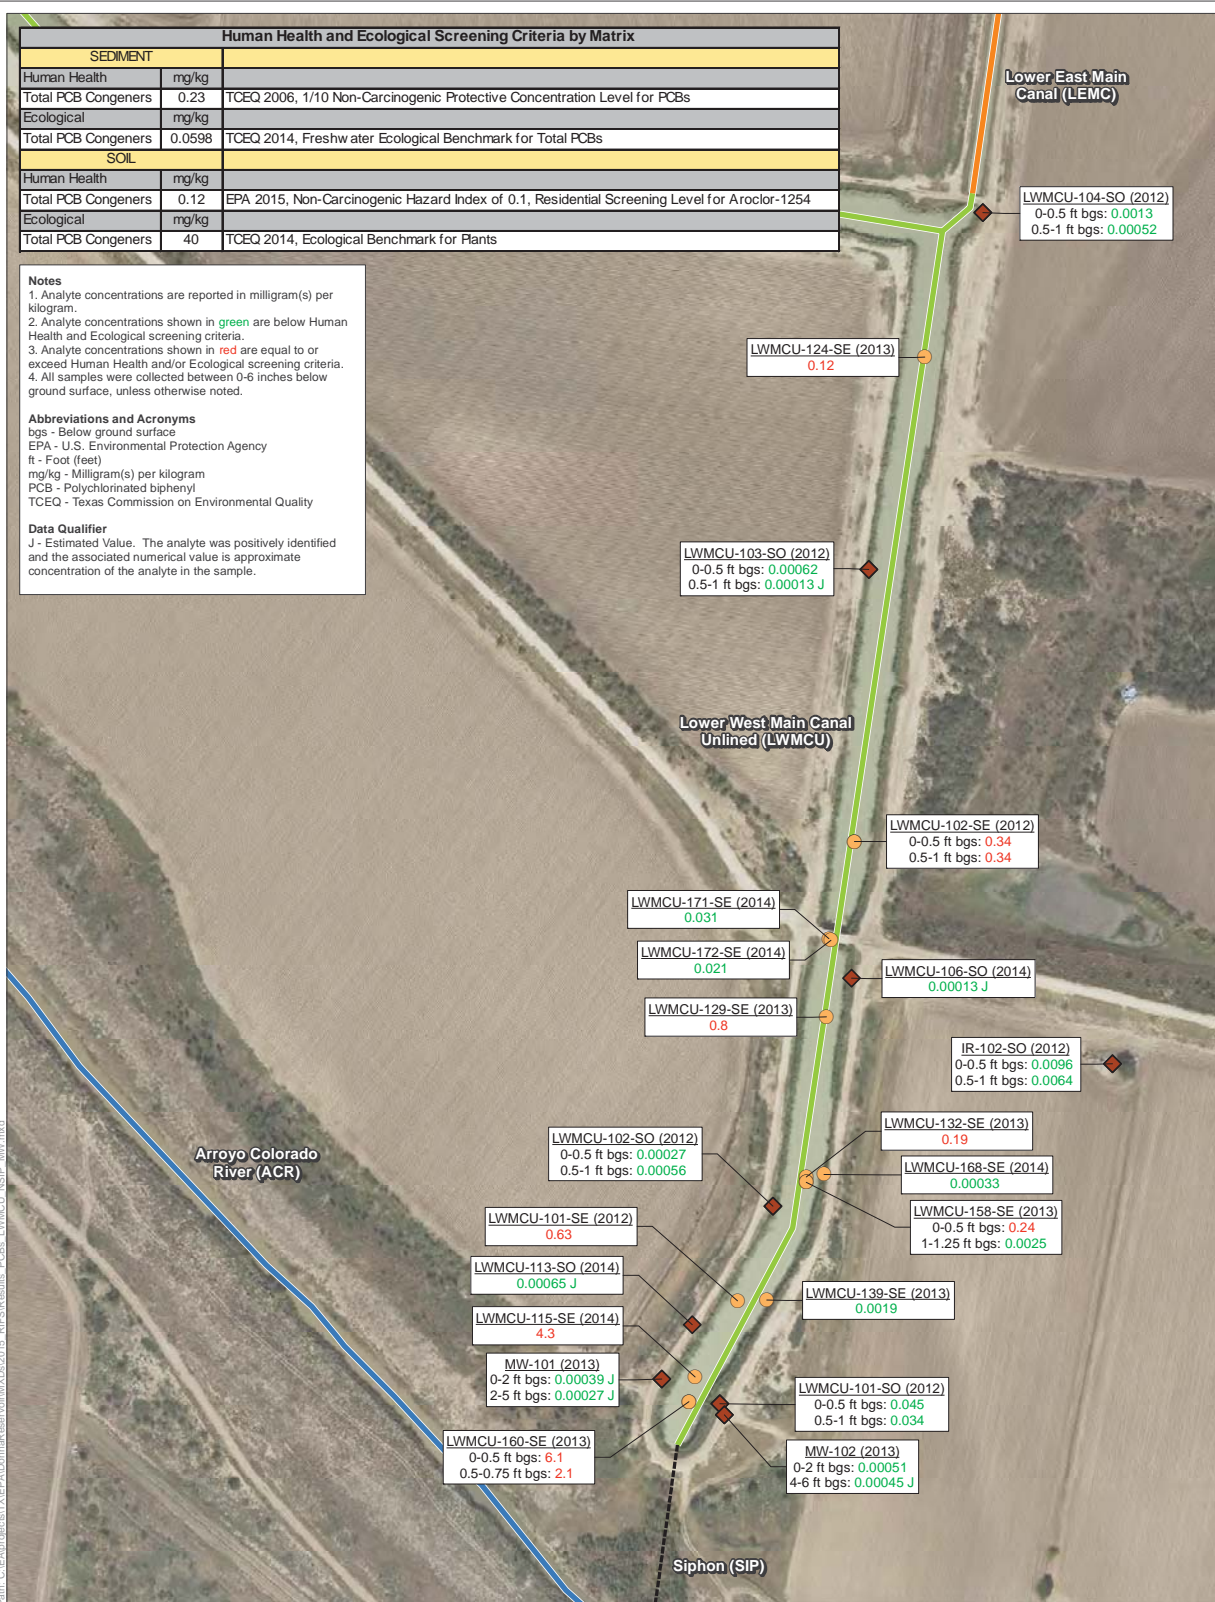 Human Health and Ecological Screening Criteria by Matrix
SEDIMENT
Human Health mg/kg
Total PCB Congeners 0.23 TCEQ 2006, 1/10 Non-Carcinogenic Protective Concentration Level for PCBs
Ecological mg/kg
Total PCB Congeners 0.0598 TCEQ 2014, Freshwater Ecological Benchmark for Total PCBs
SOIL
Human Health mg/kg
Total PCB Congeners 0.12 EPA 2015, Non-Carcinogenic Hazard Index of 0.1, Residential Screening Level for Aroclor-1254
Ecological mg/kg
Total PCB Congeners 40 TCEQ 2014, Ecological Benchmark for Plants
Notes
1. Analyte concentrations are reported in milligram(s) per
kilogram.
2. Analyte concentrations shown in green are below Human
Health and Ecological screening criteria.
3. Analyte concentrations shown in red are equal to or
exceed Human Health and/or Ecological screening criteria.
4. All samples were collected between 0-6 inches below
ground surface, unless otherwise noted.
Abbreviations and Acronyms
bgs - Below ground surface
EPA - U.S. Environmental Protection Agency
ft - Foot (feet)
mg/kg - Milligram(s) per kilogram
PCB - Polychlorinated biphenyl
TCEQ - Texas Commission on Environmental Quality
Data Qualifier
J - Estimated Value. The analyte was positively identified
and the associated numerical value is approximate
concentration of the analyte in the sample.
Lower East Main
Canal (LEMC)
LWMCU-104-SO (2012)
0-0.5 ft bgs: 0.0013
0.5-1 ft bgs: 0.00052
LWMCU-124-SE (2013)
0.12
LWMCU-103-SO (2012)
0-0.5 ft bgs: 0.00062
0.5-1 ft bgs: 0.00013 J
Lower West Main Canal
Unlined (LWMCU)
LWMCU-102-SE (2012)
0-0.5 ft bgs: 0.34
0.5-1 ft bgs: 0.34
LWMCU-171-SE (2014)
0.031
LWMCU-172-SE (2014)
0.021
LWMCU-106-SO (2014)
0.00013 J
LWMCU-129-SE (2013)
0.8
IR-102-SO (2012)
0-0.5 ft bgs: 0.0096
0.5-1 ft bgs: 0.0064
LWMCU-132-SE (2013)
0.19
LWMCU-102-SO (2012)
0-0.5 ft bgs: 0.00027
0.5-1 ft bgs: 0.00056
LWMCU-168-SE (2014)
0.00033
Arroyo Colorado
River (ACR)
LWMCU-158-SE (2013)
0-0.5 ft bgs: 0.24
1-1.25 ft bgs: 0.0025
LWMCU-101-SE (2012)
0.63
LWMCU-113-SO (2014)
0.00065 J
LWMCU-139-SE (2013)
0.0019
LWMCU-115-SE (2014)
4.3
MW-101 (2013)
0-2 ft bgs: 0.00039 J
2-5 ft bgs: 0.00027 J
LWMCU-101-SO (2012)
0-0.5 ft bgs: 0.045
0.5-1 ft bgs: 0.034
LWMCU-160-SE (2013)
0-0.5 ft bgs: 6.1
0.5-0.75 ft bgs: 2.1
MW-102 (2013)
0-2 ft bgs: 0.00051
4-6 ft bgs: 0.00045 J
Siphon (SIP)